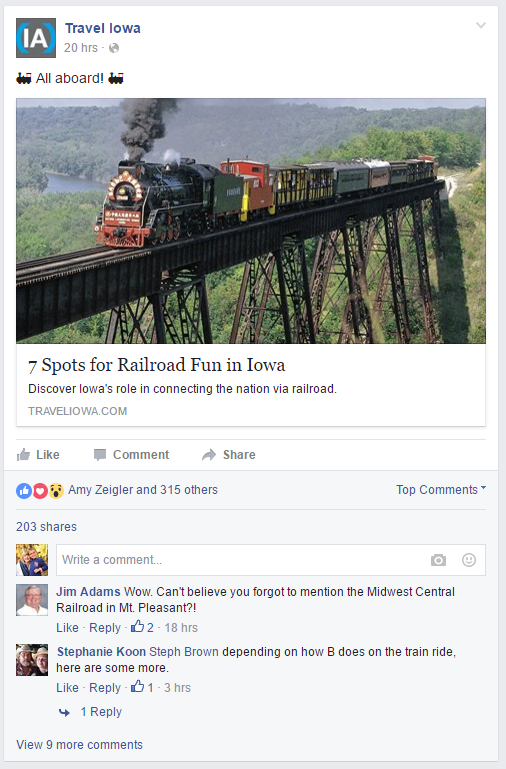 IA
Travel Iowa
20 hrs ·
All aboard!
7 Spots for Railroad Fun in Iowa
Discover Iowa's role in connecting the nation via railroad.
TRAVELIOWA.COM
Like Comment Share
Amy Zeigler and 315 others Top Comments
203 shares
Write a comment...
Jim Adams Wow. Can't believe you forgot to mention the Midwest Central
Railroad in Mt. Pleasant?!
Like · Reply · 2 · 18 hrs
Stephanie Koon Steph Brown depending on how B does on the train ride,
here are some more.
Like · Reply · 1 · 3 hrs
1 Reply
View 9 more comments